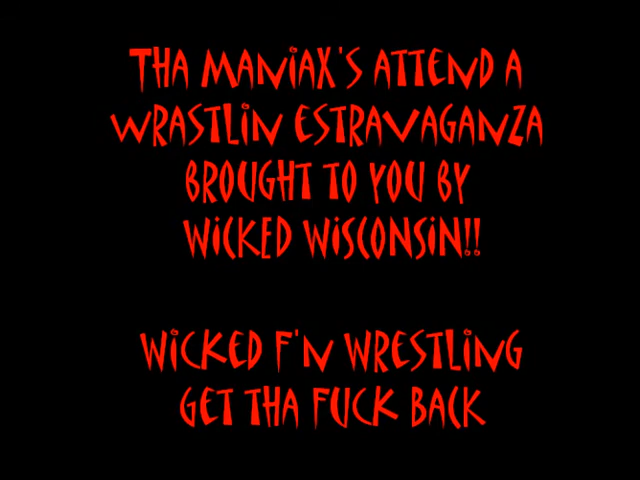 THA MANiAX'S ATTEND A
WRASTLiN ESTRAVAGANZA
BROUGHT TO YOU BY
WiCKED WiSCONSiN!!
WiCKED F'N WRESTLiNG
GET THA FUCK BACK